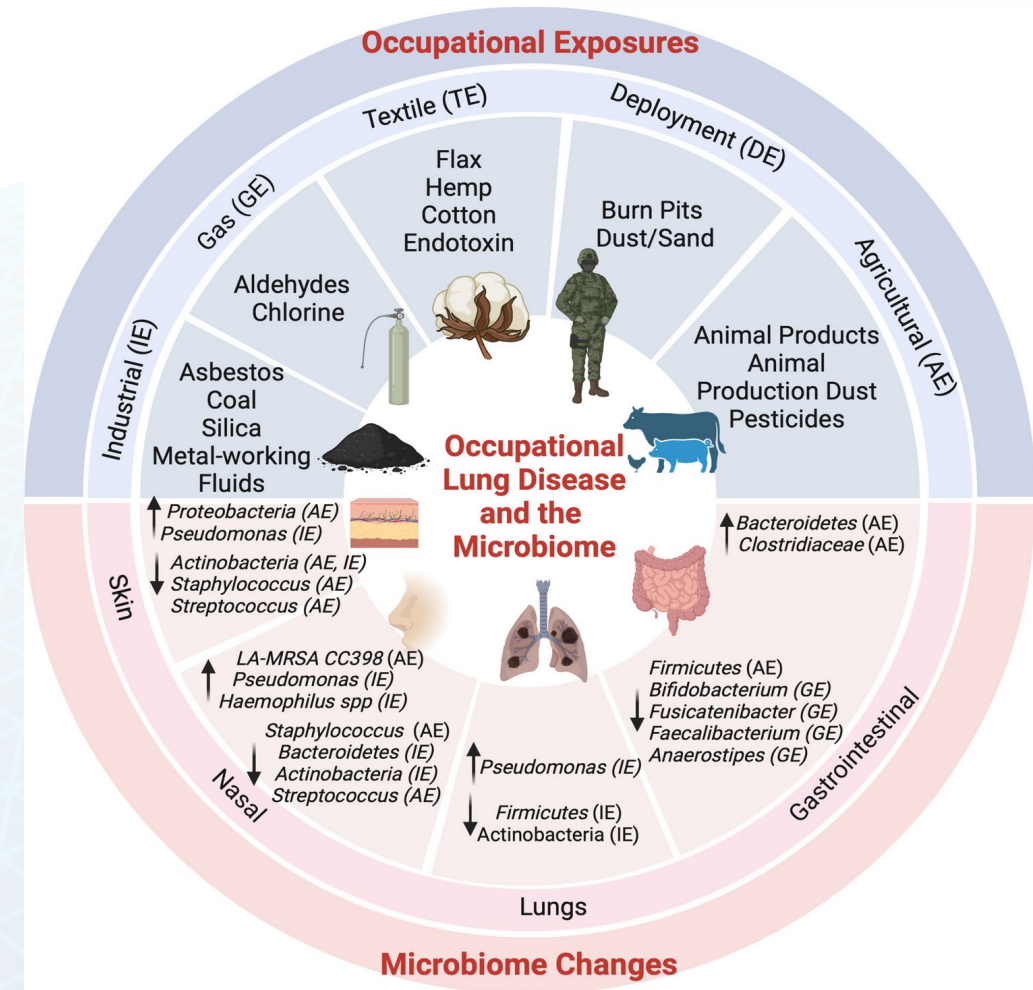 Occupational Exposures
Industrial (IE)
Gas (GE)
Textile (TE)
Deployment (DE)
Agricultural (AE)
Asbestos
Coal
Silica
Metal-working
Fluids
Aldehydes
Chlorine
Flax
Hemp
Cotton
Endotoxin
Burn Pits
Dust/Sand
Animal Products
Animal
Production Dust
Pesticides
Occupational
Lung Disease
and the
Microbiome
Skin
Proteobacteria (AE)
Pseudomonas (IE)
Actinobacteria (AE, IE)
Staphylococcus (AE)
Streptococcus (AE)
Nasal
LA-MRSA CC398 (AE)
Pseudomonas (IE)
Haemophilus spp (IE)
Staphylococcus (AE)
Bacteroidetes (IE)
Actinobacteria (IE)
Streptococcus (AE)
Lungs
Pseudomonas (IE)
Firmicutes (IE)
Actinobacteria (IE)
Gastrointestinal
Bacteroidetes (AE)
Clostridiaceae (AE)
Firmicutes (AE)
Bifidobacterium (GE)
Fusicatenibacter (GE)
Faecalibacterium (GE)
Anaerostipes (GE)
Microbiome Changes